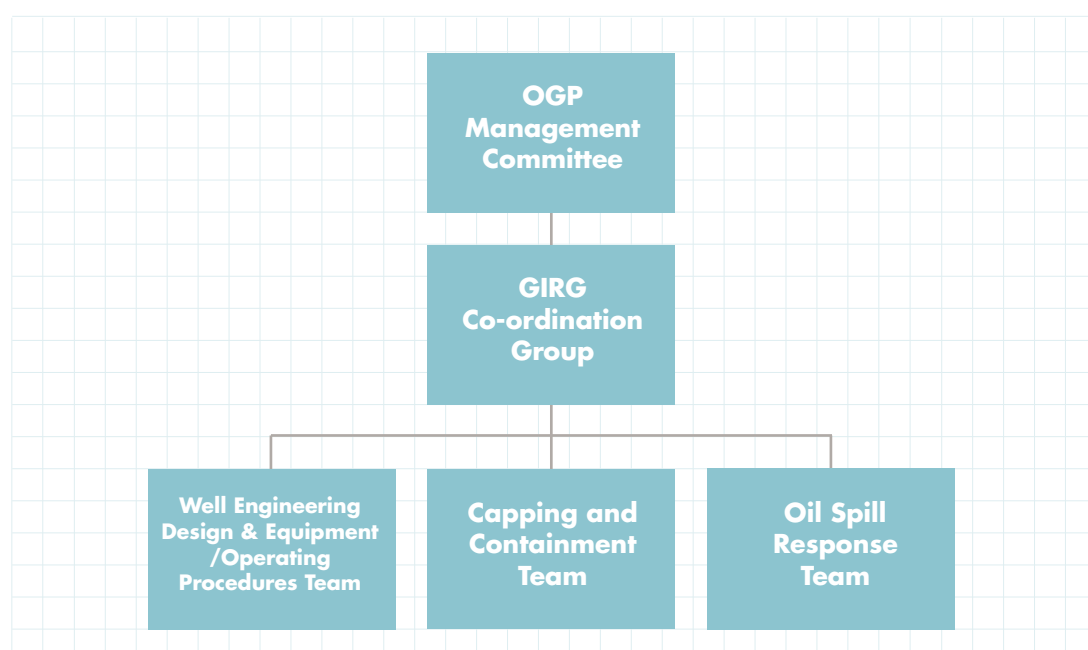 OGP
Management
Committee
GIRG
Co-ordination
Group
Well Engineering
Design & Equipment
/Operating
Procedures Team
Capping and
Containment
Team
Oil Spill
Response
Team